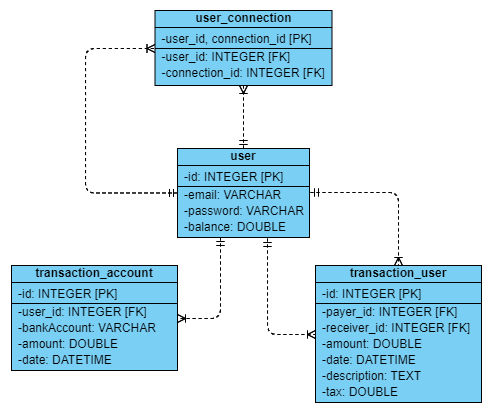 user_connection
-user_id, connection_id [PK]
-user_id: INTEGER [FK]
-connection_id: INTEGER [FK]
user
-id: INTEGER [PK]
-email: VARCHAR
-password: VARCHAR
-balance: DOUBLE
transaction_account
-id: INTEGER [PK]
-user_id: INTEGER [FK]
-bankAccount: VARCHAR
-amount: DOUBLE
-date: DATETIME
transaction_user
-id: INTEGER [PK]
-payer_id: INTEGER [FK]
-receiver_id: INTEGER [FK]
-amount: DOUBLE
-date: DATETIME
-description: TEXT
-tax: DOUBLE